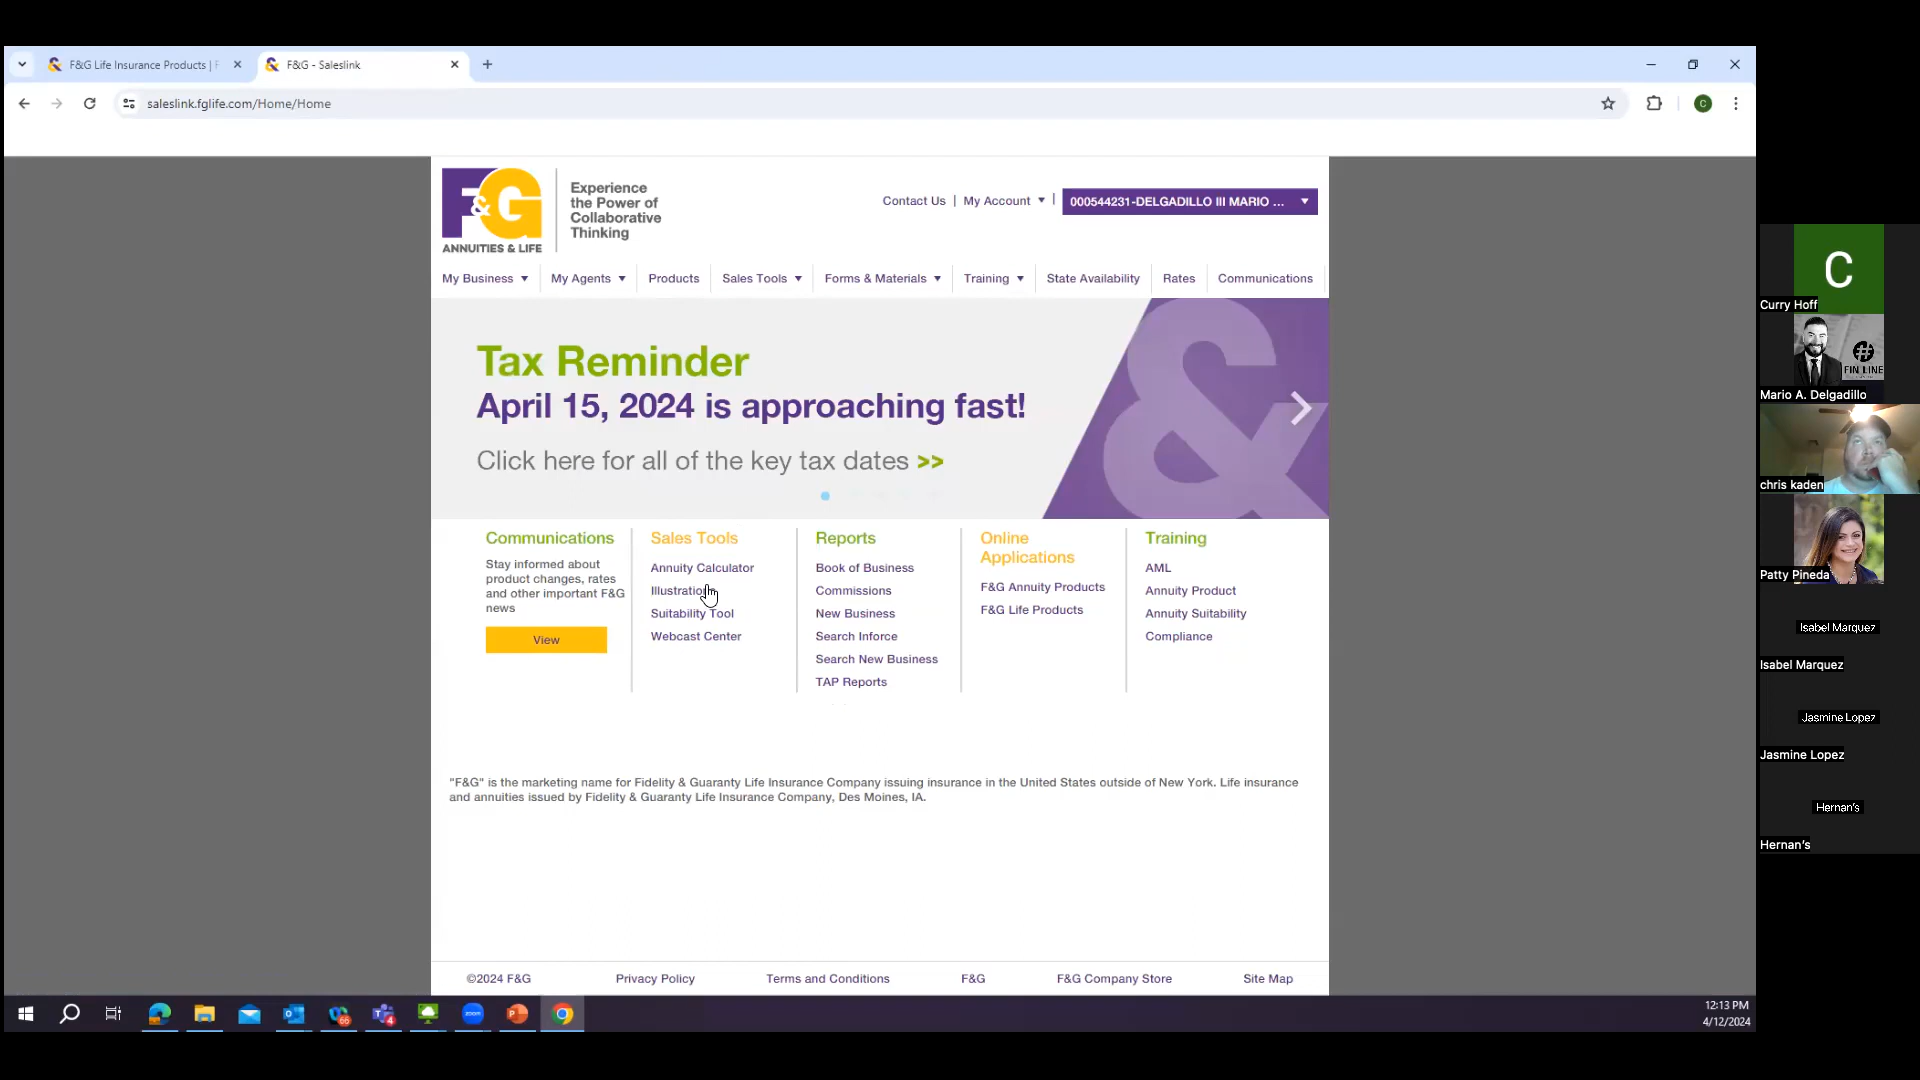 F&G Life Insurance Products | F
F&G - Saleslink
saleslink.fglife.com/Home/Home
C
F&G
ANNUITIES & LIFE
Experience
the Power of
Collaborative
Thinking
Contact Us | My Account
000544231-DELGADILLO III MARIO ...
My Business
My Agents
Products
Sales Tools
Forms & Materials
Training
State Availability
Rates
Communications
Tax Reminder
April 15, 2024 is approaching fast!
Click here for all of the key tax dates >>
&
Communications
Stay informed about
product changes, rates
and other important F&G
news
View
Sales Tools
Annuity Calculator
Illustration
Suitability Tool
Webcast Center
Reports
Book of Business
Commissions
New Business
Search Inforce
Search New Business
TAP Reports
Online
Applications
F&G Annuity Products
F&G Life Products
Training
AML
Annuity Product
Annuity Suitability
Compliance
"F&G" is the marketing name for Fidelity & Guaranty Life Insurance Company issuing insurance in the United States outside of New York. Life insurance
and annuities issued by Fidelity & Guaranty Life Insurance Company, Des Moines, IA.
©2024 F&G
Privacy Policy
Terms and Conditions
F&G
F&G Company Store
Site Map
12:13 PM
4/12/2024
C
Curry Hoff
#
FIN LINE
Mario A. Delgadillo
chris kaden
Patty Pineda
Isabel Marquez
Isabel Marquez
Jasmine Lopez
Jasmine Lopez
Hernan's
Hernan's